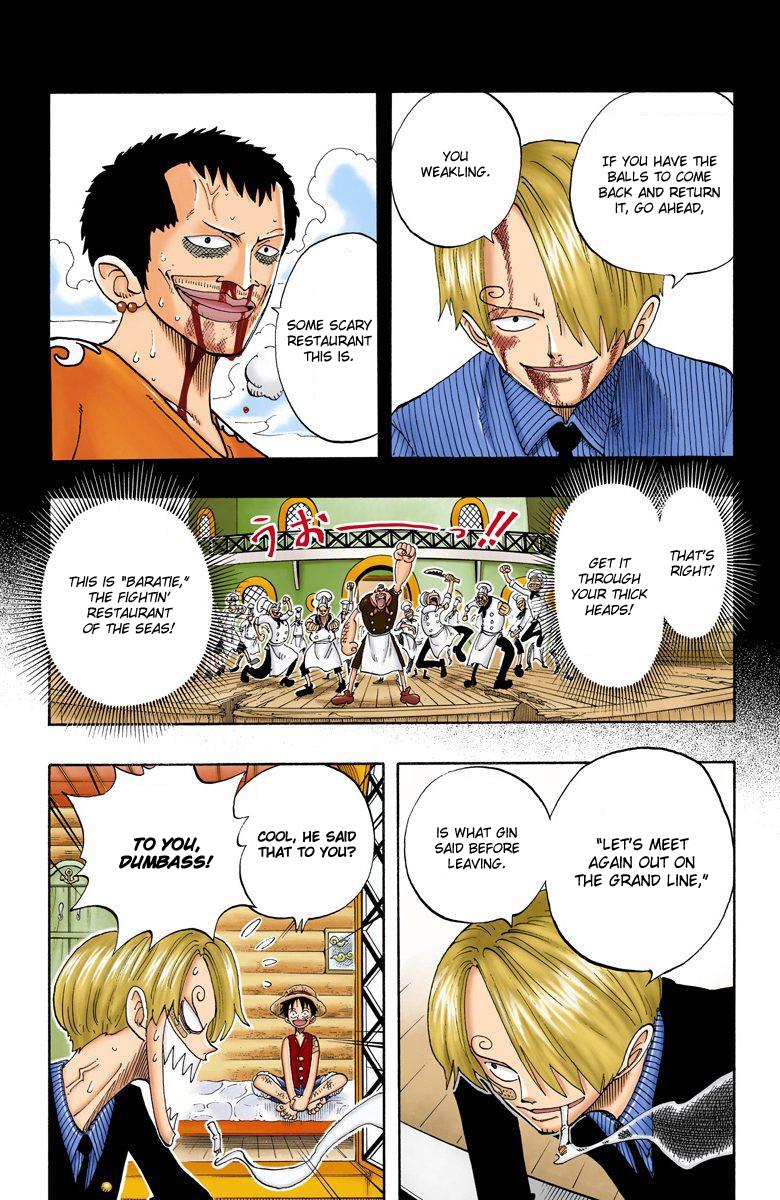 IF YOU HAVE THE
BALLS TO COME
BACK AND RETURN
IT, GO AHEAD,
YOU
WEAKLING.
SOME SCARY
RESTAURANT
THIS IS.
THAT'S
RIGHT!
GET IT
THROUGH
YOUR THICK
HEADS!
うおーーっ!!
THIS IS "BARATIE,"
THE FIGHTIN'
RESTAURANT
OF THE SEAS!
"LET'S MEET
AGAIN OUT ON
THE GRAND LINE,"
IS WHAT GIN
SAID BEFORE
LEAVING.
COOL, HE SAID
THAT TO YOU?
TO YOU,
DUMBASS!